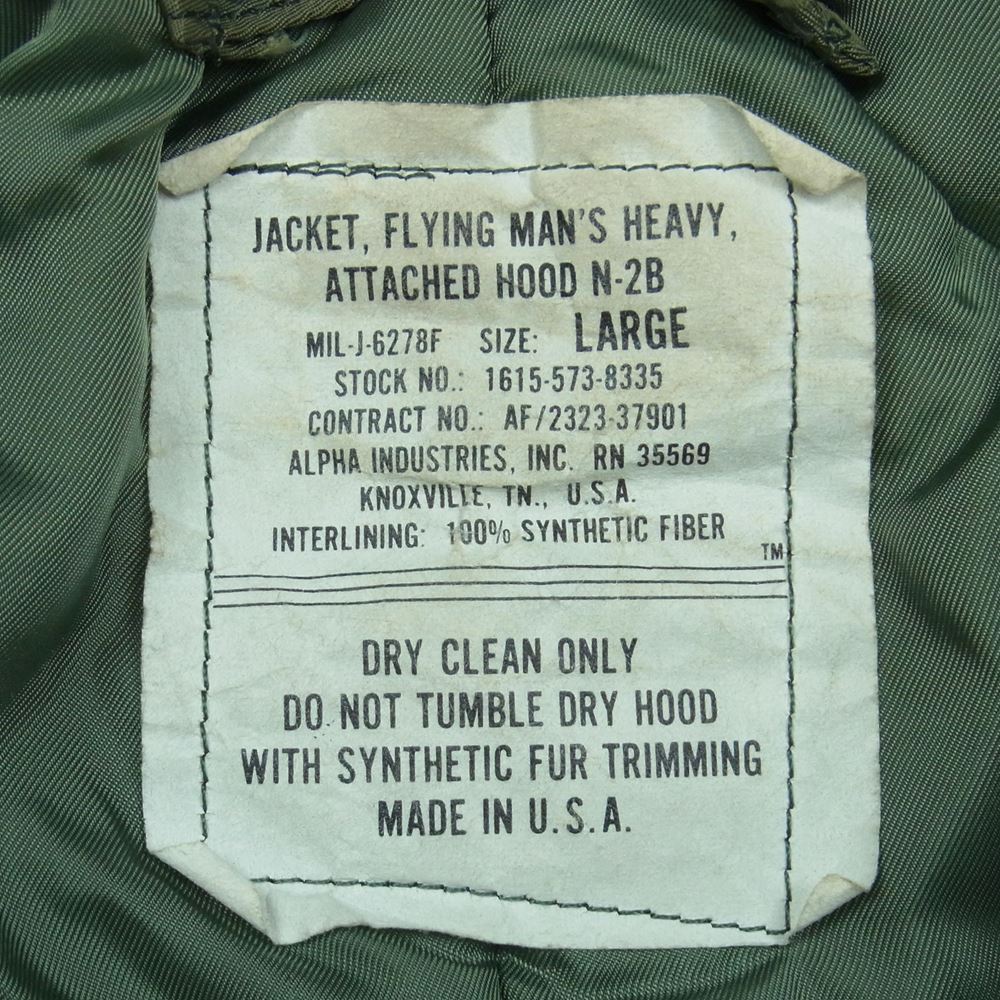 JACKET, FLYING MAN'S HEAVY,
ATTACHED HOOD N-2B
MIL-J-6278F SIZE: LARGE
STOCK NO.: 1615-573-8335
CONTRACT NO.: AF/2323-37901
ALPHA INDUSTRIES, INC. RN 35569
KNOXVILLE, TN., U.S.A.
INTERLINING: 100% SYNTHETIC FIBER
TM
DRY CLEAN ONLY
DO NOT TUMBLE DRY HOOD
WITH SYNTHETIC FUR TRIMMING
MADE IN U.S.A.